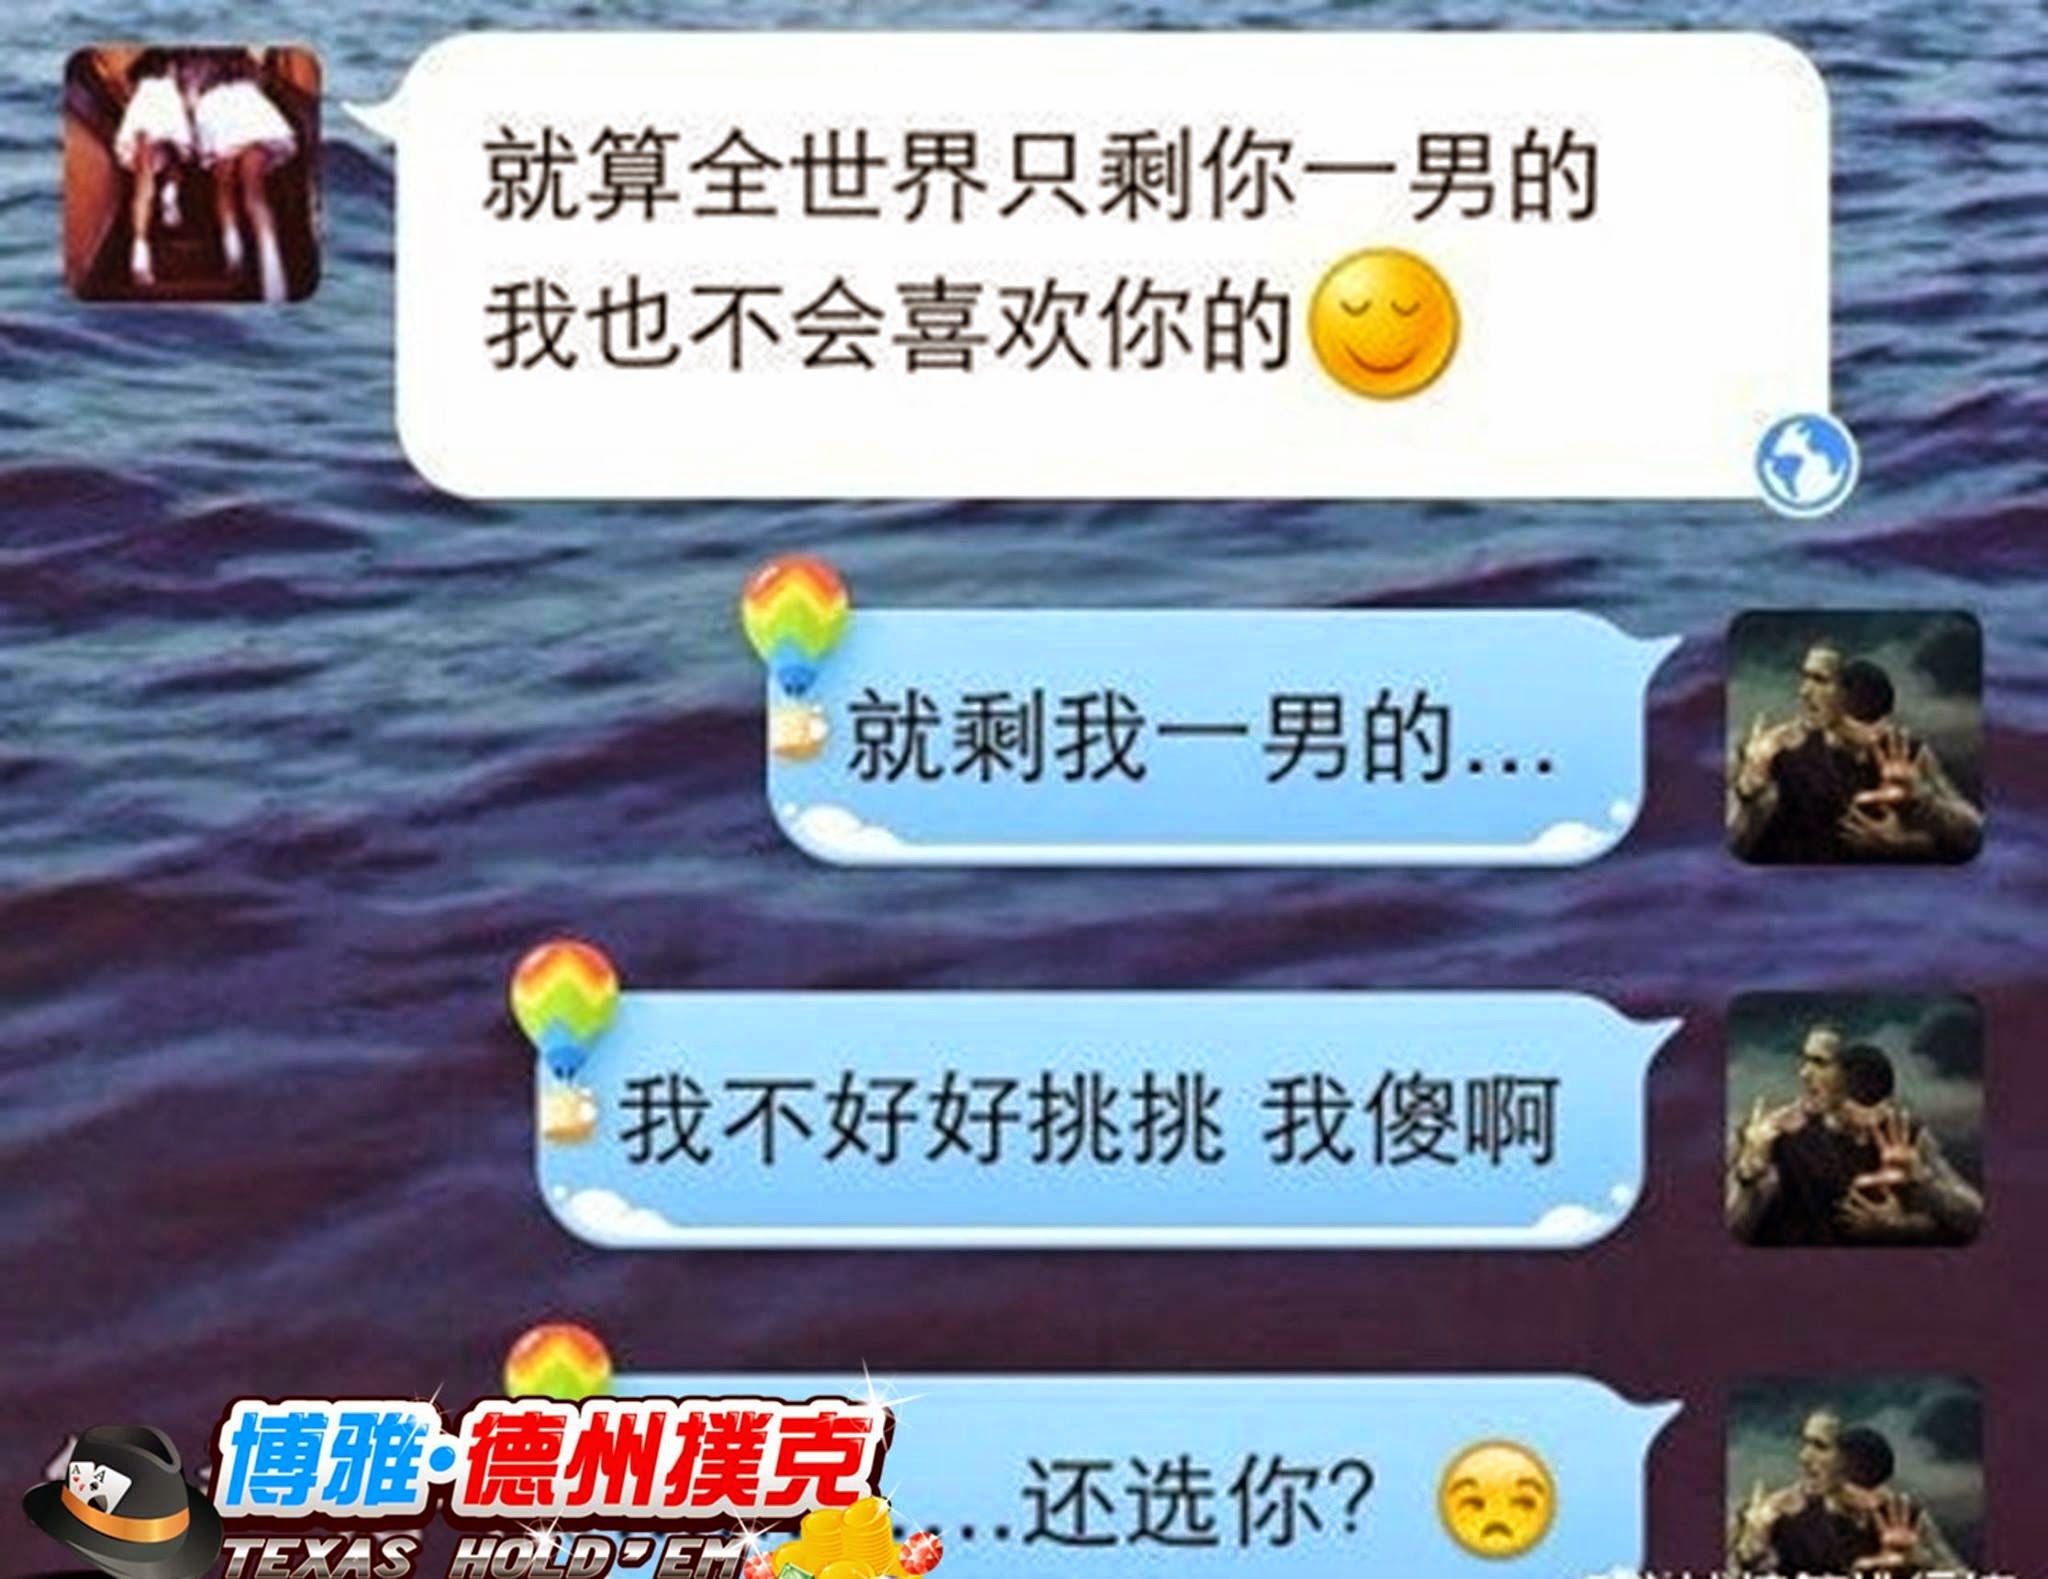 就算全世界只剩你一男的
我也不会喜欢你的
就剩我一男的...
我不好好挑挑 我傻啊
...还选你?
博雅·德州撲克
TEXAS HOLD'EM